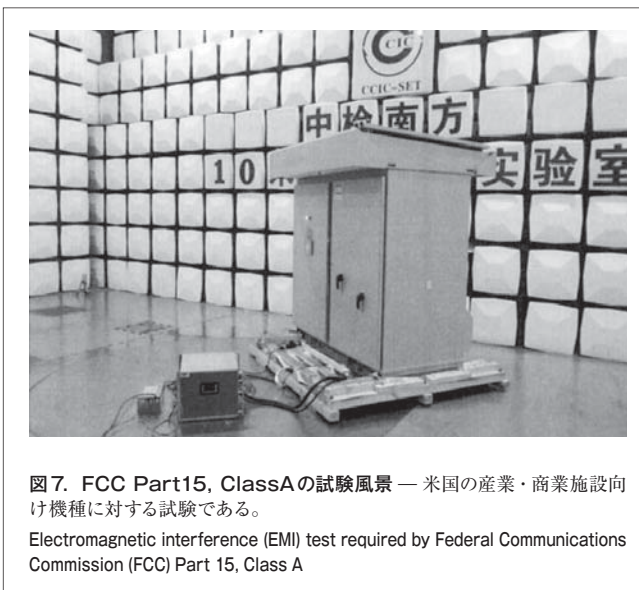 CCIC
CCIC-SET
中检南方
10 实验室
図7. FCC Part15, ClassAの試験風景 — 米国の産業・商業施設向
け機種に対する試験である。
Electromagnetic interference (EMI) test required by Federal Communications
Commission (FCC) Part 15, Class A